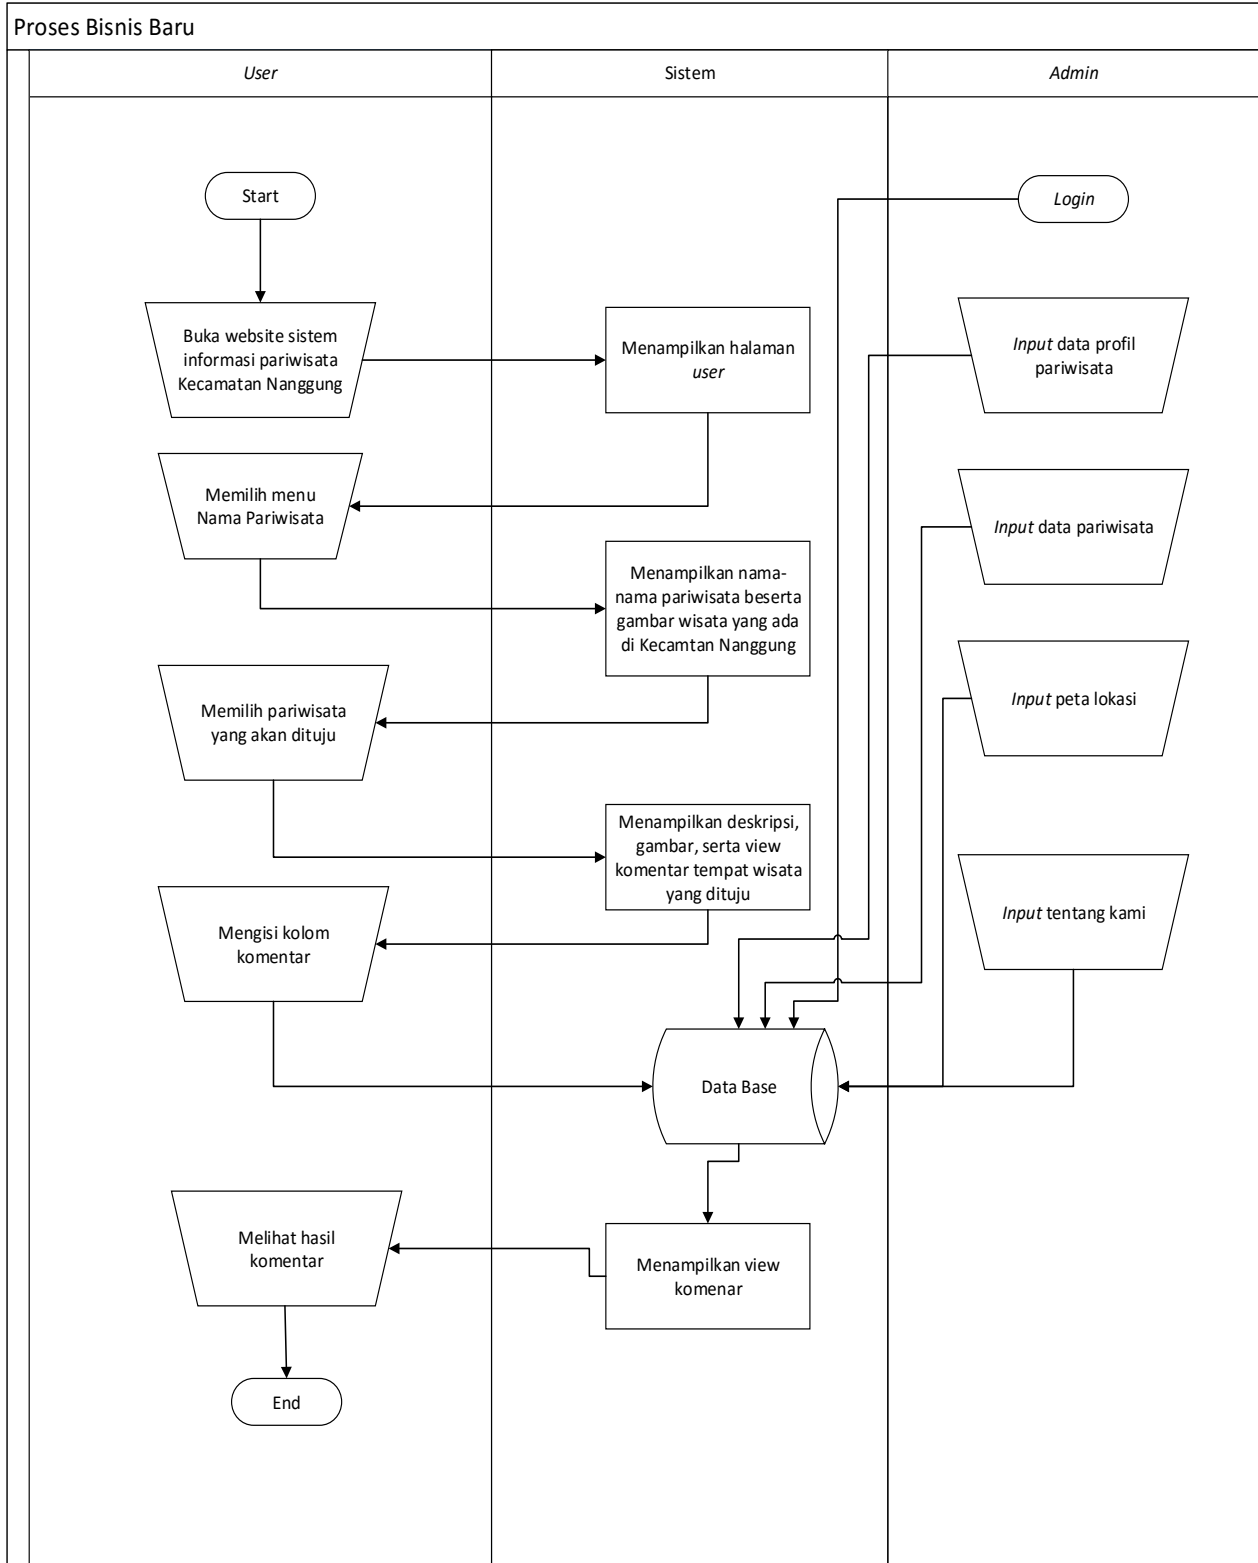 Proses Bisnis Baru
User
Sistem
Admin
Start
Login
Buka website sistem
informasi pariwisata
Kecamatan Nanggung
Menampilkan halaman
user
Input data profil
pariwisata
Memilih menu
Nama Pariwisata
Input data pariwisata
Menampilkan nama-
nama pariwisata beserta
gambar wisata yang ada
di Kecamtan Nanggung
Memilih pariwisata
yang akan dituju
Input peta lokasi
Menampilkan deskripsi,
gambar, serta view
komentar tempat wisata
yang dituju
Mengisi kolom
komentar
Input tentang kami
Data Base
Melihat hasil
komentar
Menampilkan view
komenar
End